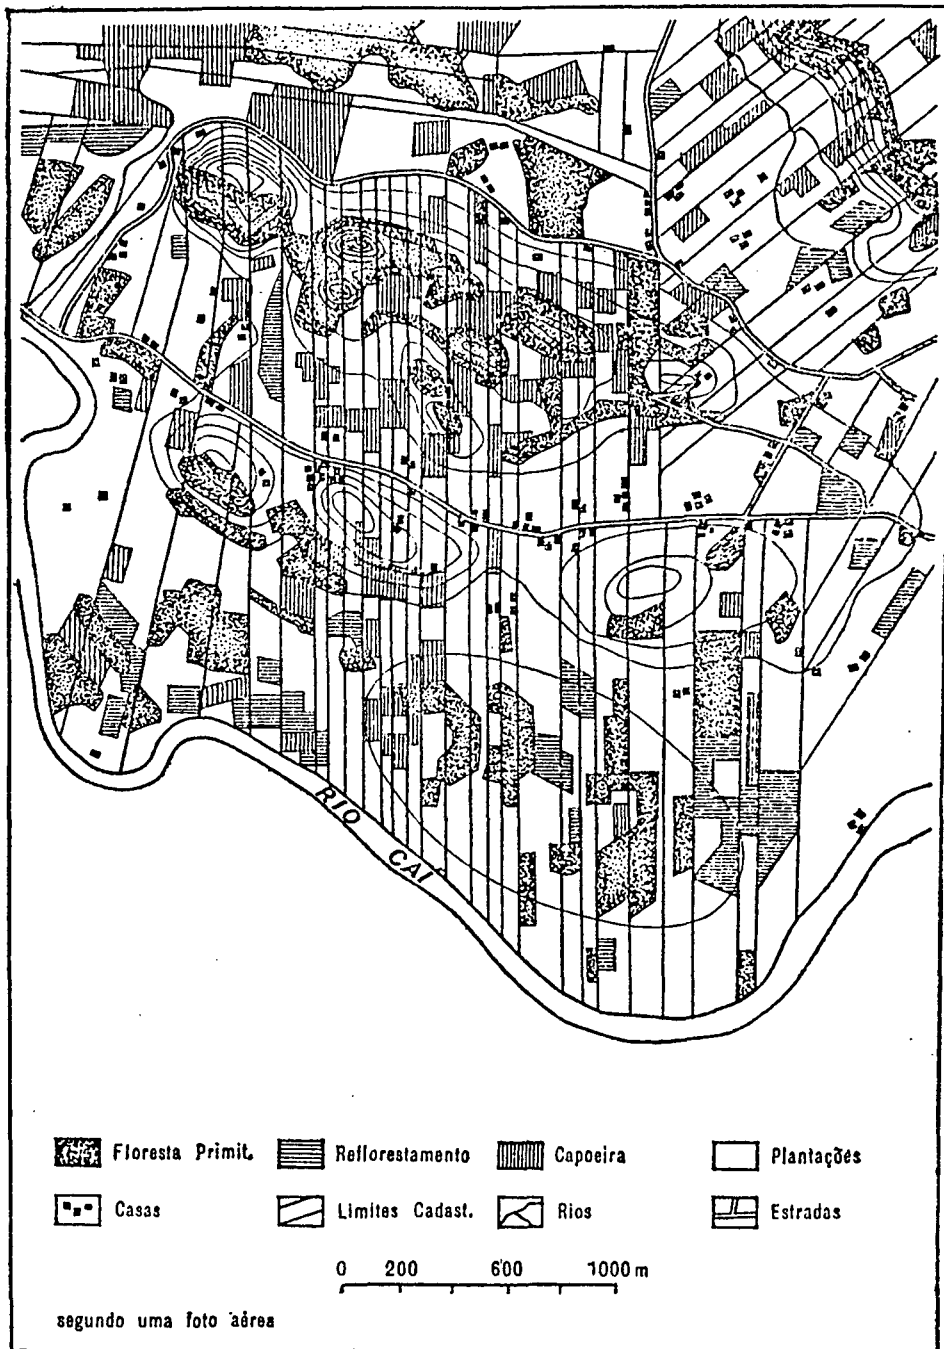 RIO
CAI
Floresta Primit.
Reflorestamento
Capoeira
Plantações
Casas
Limites Cadast.
Rios
Estradas
0 200 600 1000 m
segundo uma foto aérea